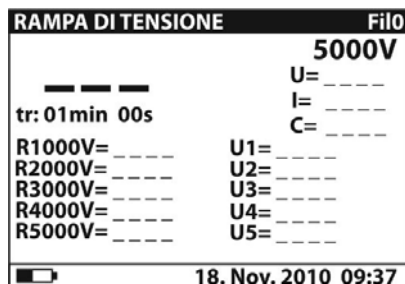 RAMPA DI TENSIONE Fil0
5000V
U= _ _ _ _
I= _ _ _ _
C= _ _ _ _
_ _ _
tr: 01min 00s
R1000V= _ _ _ _ U1= _ _ _ _
R2000V= _ _ _ _ U2= _ _ _ _
R3000V= _ _ _ _ U3= _ _ _ _
R4000V= _ _ _ _ U4= _ _ _ _
R5000V= _ _ _ _ U5= _ _ _ _
18. Nov. 2010 09:37